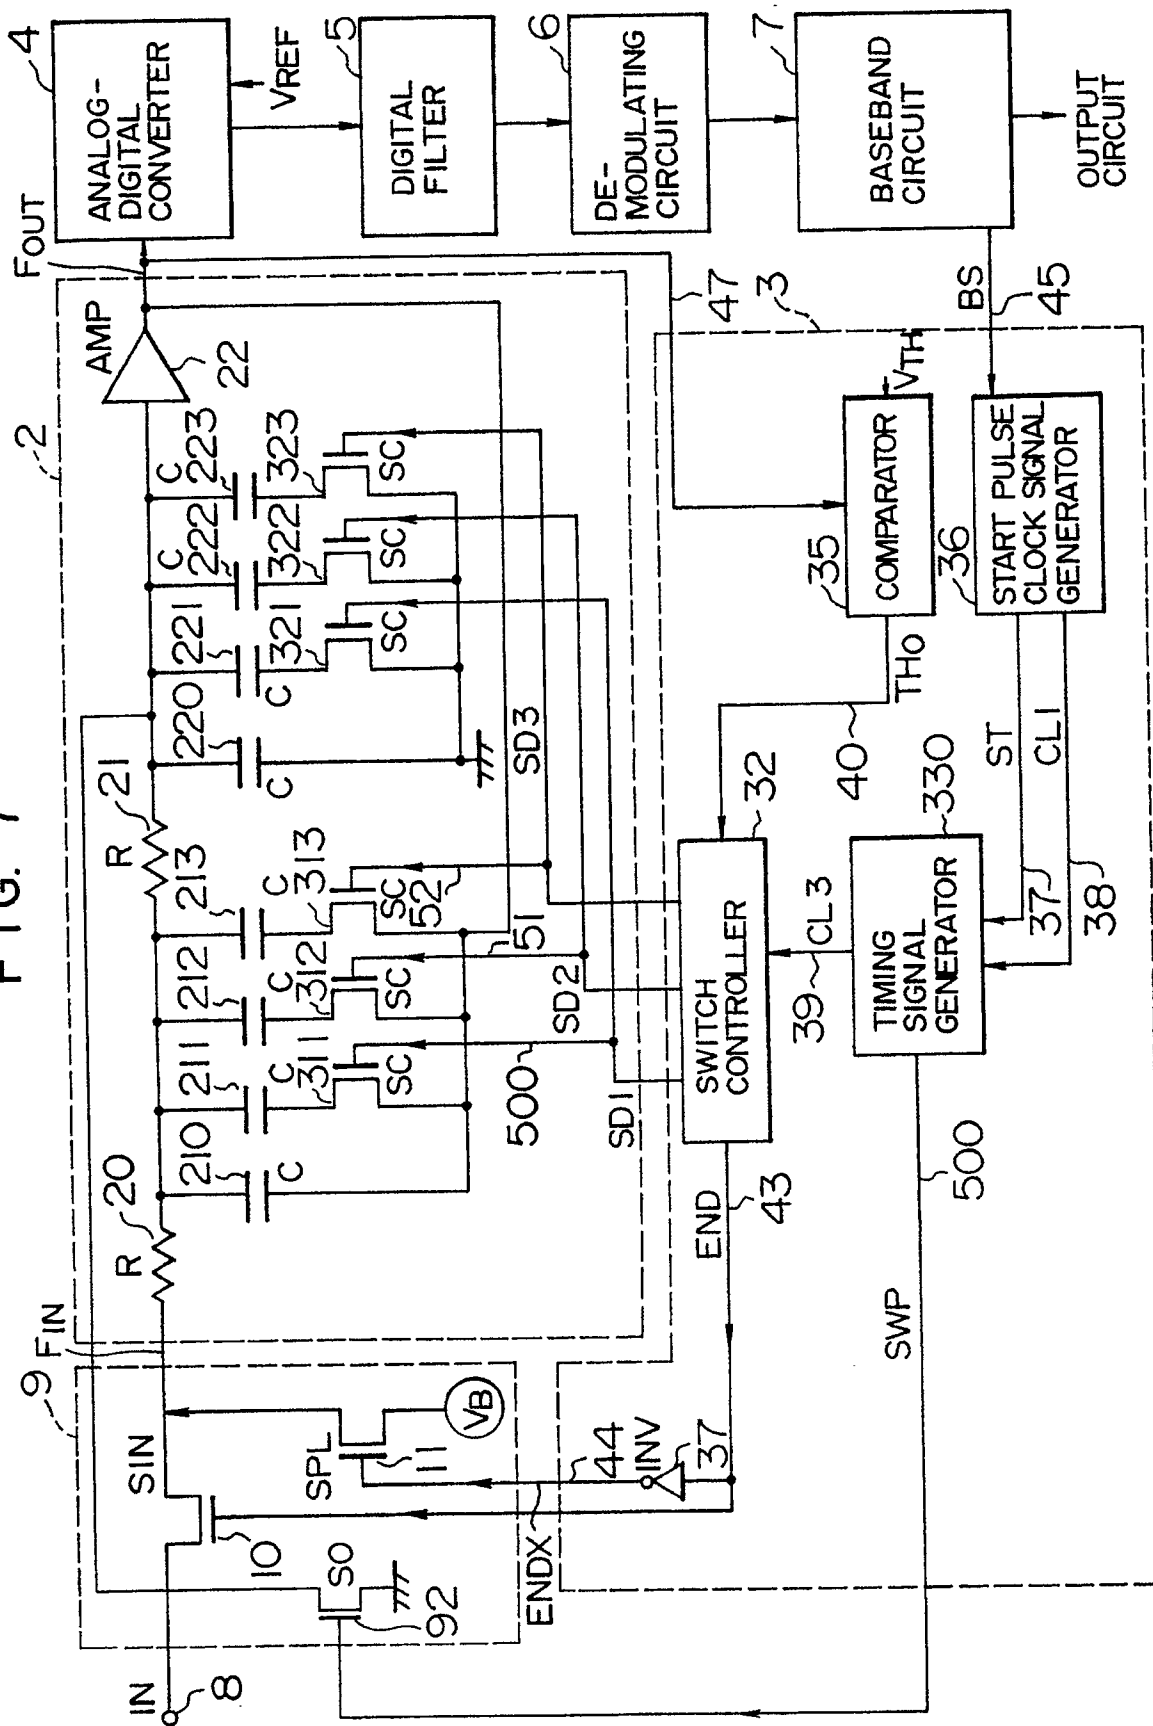 FIG. 7
IN
8
9
SIN
10
SPL
11
VB
SO
92
ENDX
44
INV
37
FIN
2
R
20
210
C
211
C
311
SC
500
212
C
312
SC
51
213
C
313
SC
52
R
21
220
C
221
C
321
SC
222
C
322
SC
223
C
323
SC
AMP
22
FOUT
SD1
SD2
SD3
4
ANALOG-
DIGITAL
CONVERTER
VREF
5
DIGITAL
FILTER
6
DE-
MODULATING
CIRCUIT
7
BASEBAND
CIRCUIT
OUTPUT
CIRCUIT
47
3
BS
45
VTH
35
COMPARATOR
THO
40
36
START PULSE
CLOCK SIGNAL
GENERATOR
ST
37
CL1
38
32
SWITCH
CONTROLLER
END
43
39
CL3
330
TIMING
SIGNAL
GENERATOR
500
SWP